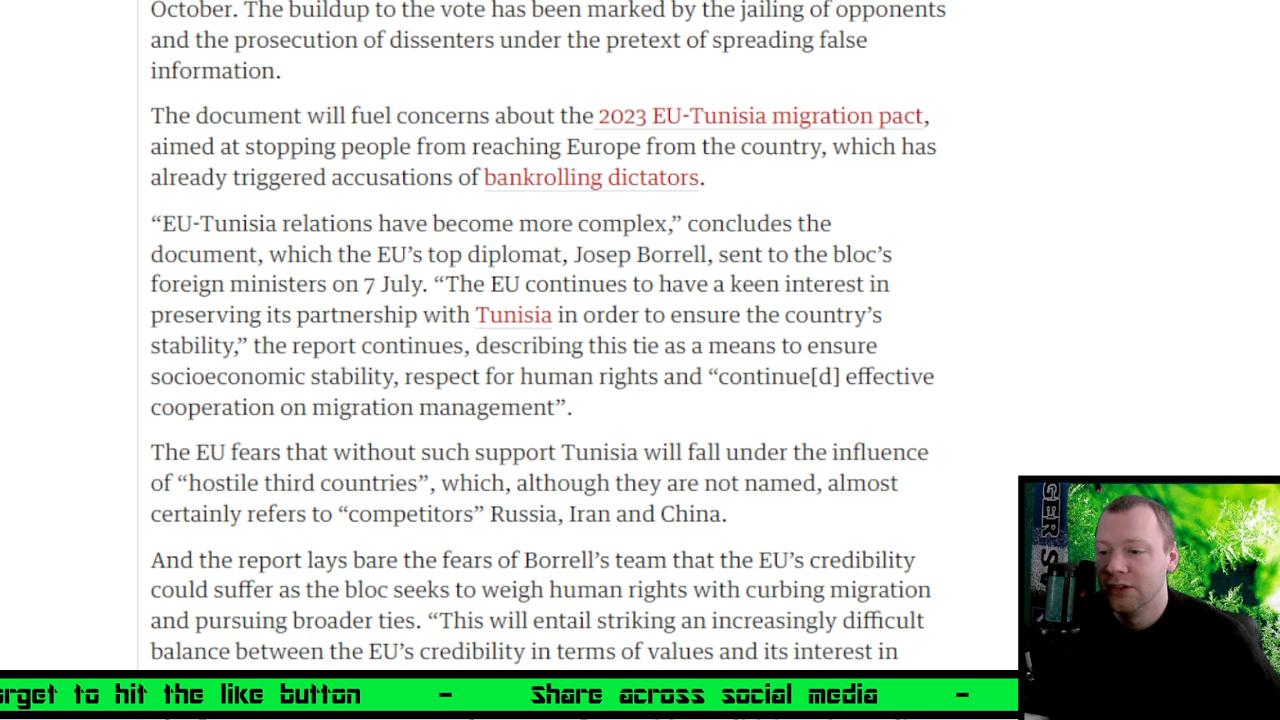 October. The buildup to the vote has been marked by the jailing of opponents
and the prosecution of dissenters under the pretext of spreading false
information.
The document will fuel concerns about the 2023 EU-Tunisia migration pact,
aimed at stopping people from reaching Europe from the country, which has
already triggered accusations of bankrolling dictators.
“EU-Tunisia relations have become more complex,” concludes the
document, which the EU’s top diplomat, Josep Borrell, sent to the bloc’s
foreign ministers on 7 July. “The EU continues to have a keen interest in
preserving its partnership with Tunisia in order to ensure the country’s
stability,” the report continues, describing this tie as a means to ensure
socioeconomic stability, respect for human rights and “continue[d] effective
cooperation on migration management”.
The EU fears that without such support Tunisia will fall under the influence
of “hostile third countries”, which, although they are not named, almost
certainly refers to “competitors” Russia, Iran and China.
And the report lays bare the fears of Borrell’s team that the EU’s credibility
could suffer as the bloc seeks to weigh human rights with curbing migration
and pursuing broader ties. “This will entail striking an increasingly difficult
balance between the EU’s credibility in terms of values and its interest in
to hit the like button - Share across social media -